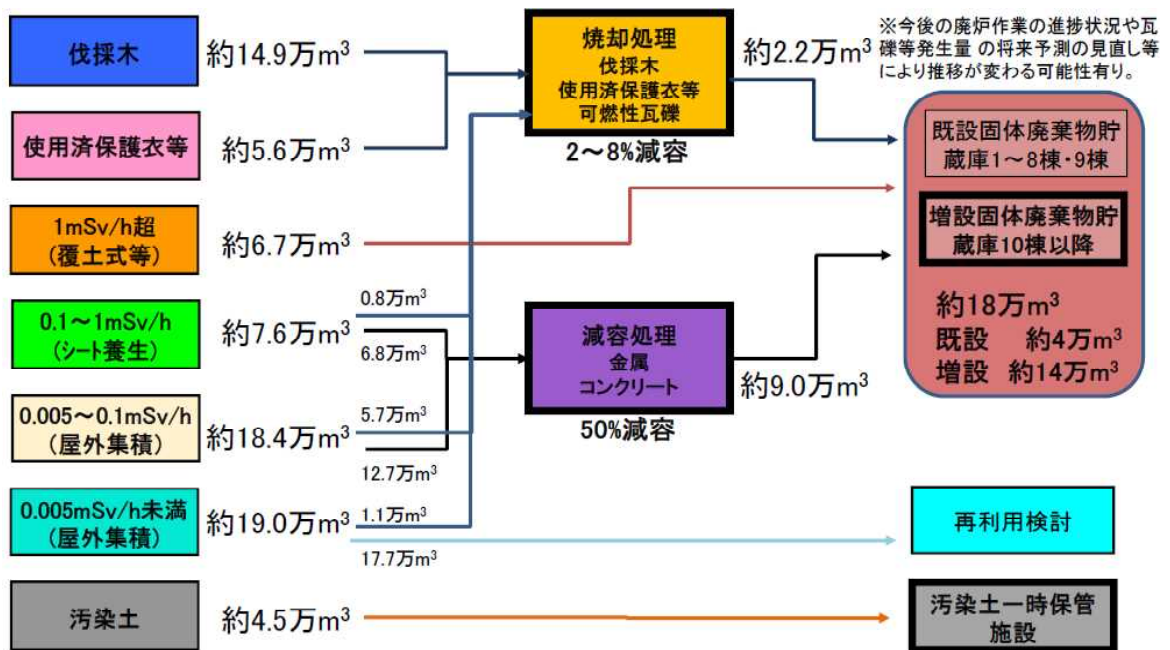 伐採木
約14.9万m³
使用済保護衣等
約5.6万m³
1mSv/h超
(覆土式等)
約6.7万m³
0.1～1mSv/h
(シート養生)
約7.6万m³
0.8万m³
6.8万m³
0.005～0.1mSv/h
(屋外集積)
約18.4万m³
5.7万m³
12.7万m³
0.005mSv/h未満
(屋外集積)
約19.0万m³
1.1万m³
17.7万m³
汚染土
約4.5万m³
焼却処理
伐採木
使用済保護衣等
可燃性瓦礫
2～8%減容
約2.2万m³
減容処理
金属
コンクリート
50%減容
約9.0万m³
※今後の廃炉作業の進捗状況や瓦
礫等発生量 の将来予測の見直し等
により推移が変わる可能性有り。
既設固体廃棄物貯
蔵庫1～8棟・9棟
増設固体廃棄物貯
蔵庫10棟以降
約18万m³
既設 約4万m³
増設 約14万m³
再利用検討
汚染土一時保管
施設